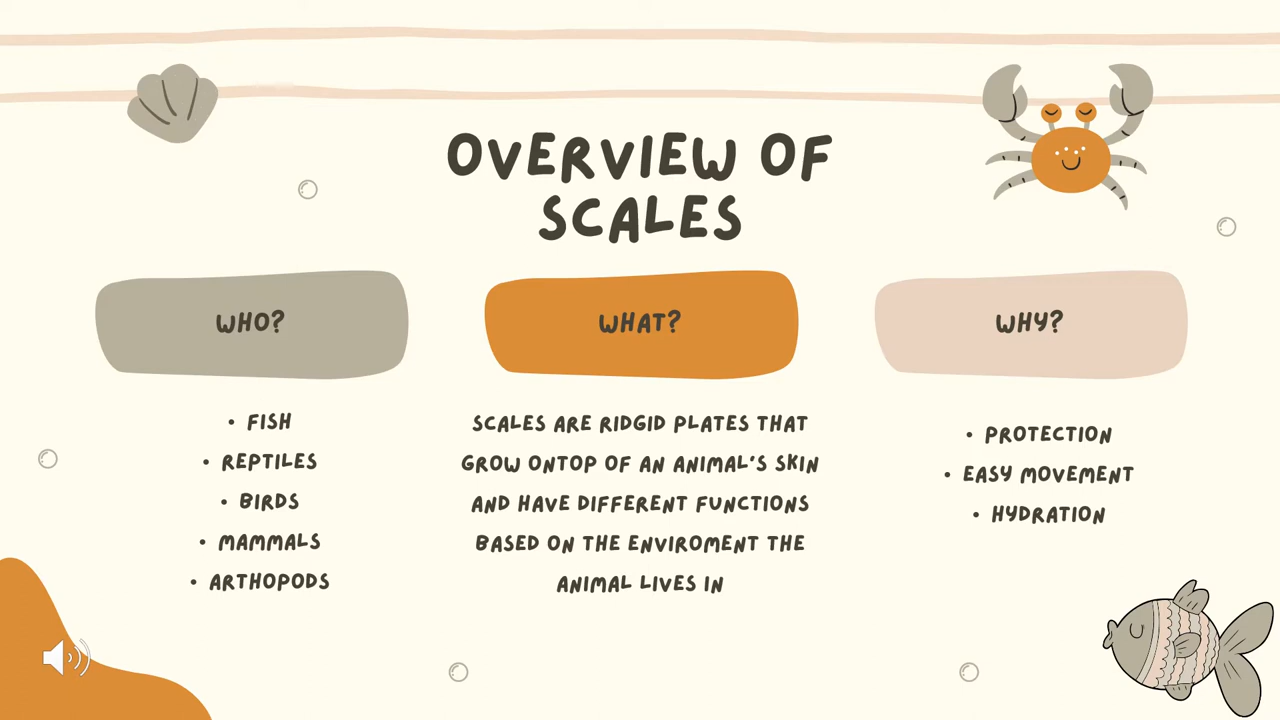 OVERVIEW OF
SCALES
WHO?
• FISH
• REPTILES
• BIRDS
• MAMMALS
• ARTHOPODS
WHAT?
SCALES ARE RIDGID PLATES THAT
GROW ONTOP OF AN ANIMAL'S SKIN
AND HAVE DIFFERENT FUNCTIONS
BASED ON THE ENVIROMENT THE
ANIMAL LIVES IN
WHY?
• PROTECTION
• EASY MOVEMENT
• HYDRATION